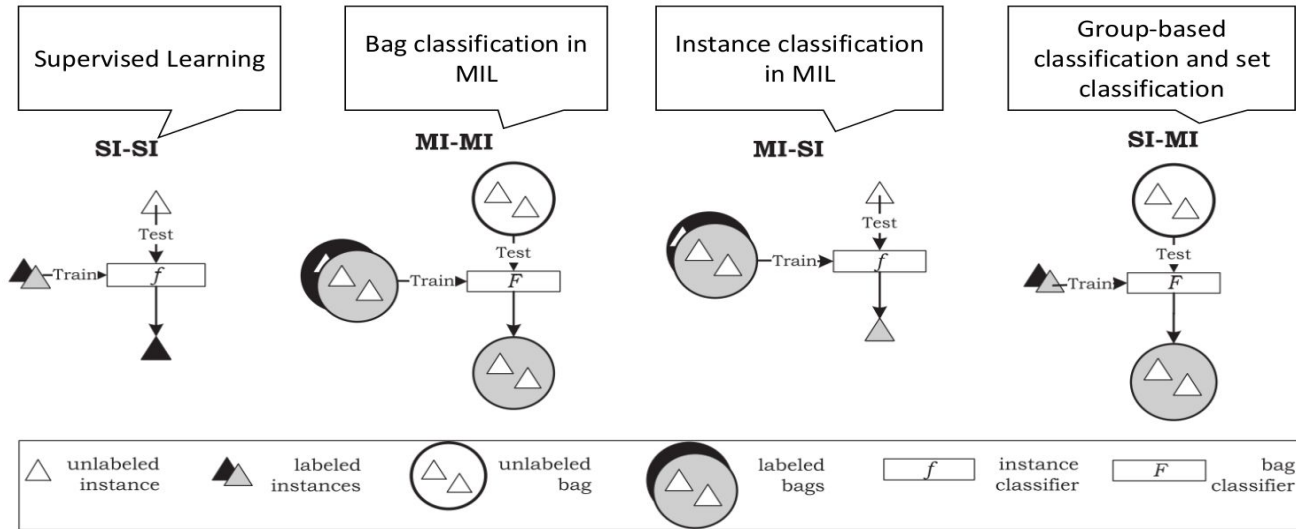 Supervised Learning
Bag classification in
MIL
Instance classification
in MIL
Group-based
classification and set
classification
SI-SI
MI-MI
MI-SI
SI-MI
Test
Train
f
Test
Train
F
Test
Train
f
Test
Train
F
unlabeled
instance
labeled
instances
unlabeled
bag
labeled
bags
f
instance
classifier
F
bag
classifier